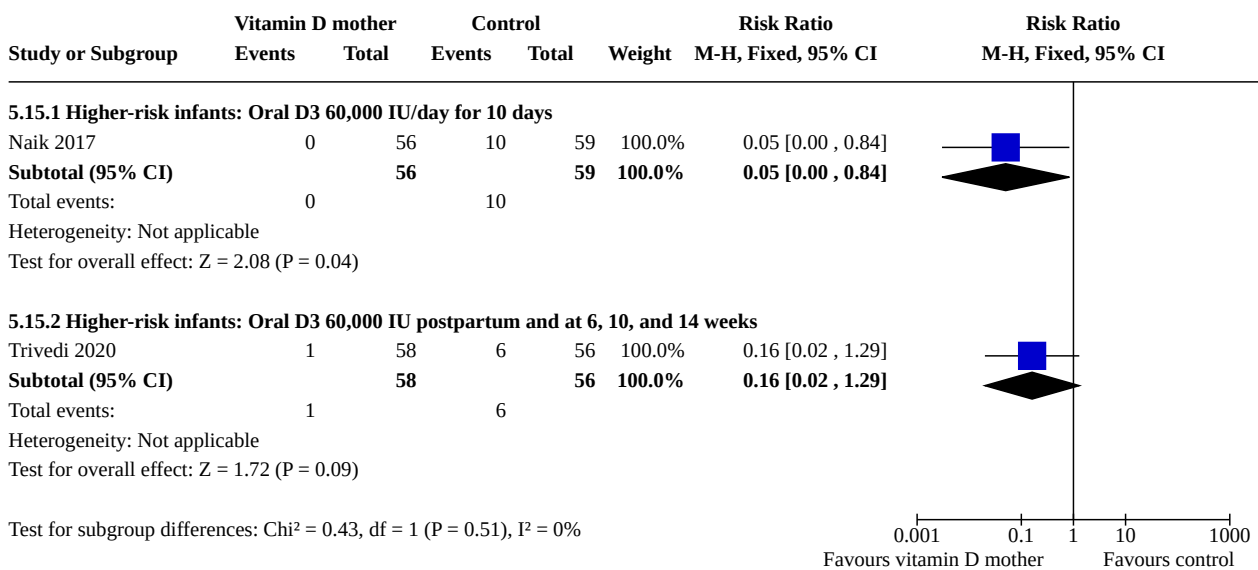 Vitamin D mother Control Risk Ratio Risk Ratio
Study or Subgroup Events Total Events Total Weight M-H, Fixed, 95% CI M-H, Fixed, 95% CI
5.15.1 Higher-risk infants: Oral D3 60,000 IU/day for 10 days
Naik 2017 0 56 10 59 100.0% 0.05 [0.00 , 0.84]
Subtotal (95% CI) 56 59 100.0% 0.05 [0.00 , 0.84]
Total events: 0 10
Heterogeneity: Not applicable
Test for overall effect: Z = 2.08 (P = 0.04)
5.15.2 Higher-risk infants: Oral D3 60,000 IU postpartum and at 6, 10, and 14 weeks
Trivedi 2020 1 58 6 56 100.0% 0.16 [0.02 , 1.29]
Subtotal (95% CI) 58 56 100.0% 0.16 [0.02 , 1.29]
Total events: 1 6
Heterogeneity: Not applicable
Test for overall effect: Z = 1.72 (P = 0.09)
Test for subgroup differences: Chi² = 0.43, df = 1 (P = 0.51), I² = 0%
0.001 0.1 1 10 1000
Favours vitamin D mother Favours control